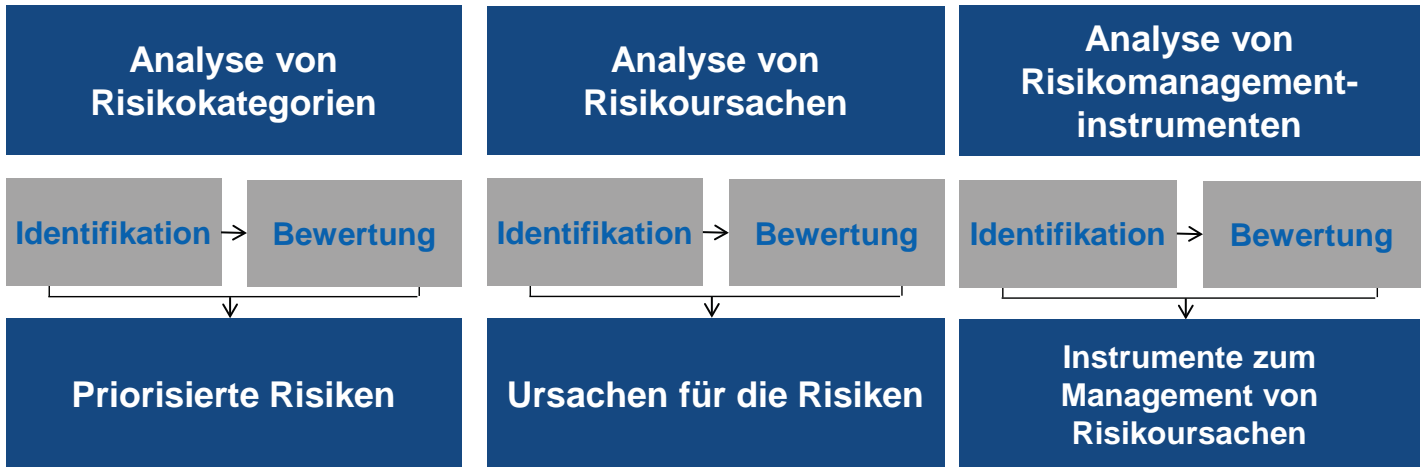 Analyse von
Risikokategorien
Analyse von
Risikoursachen
Analyse von
Risikomanagement-
instrumenten
Identifikation
Bewertung
Identifikation
Bewertung
Identifikation
Bewertung
Priorisierte Risiken
Ursachen für die Risiken
Instrumente zum
Management von
Risikoursachen